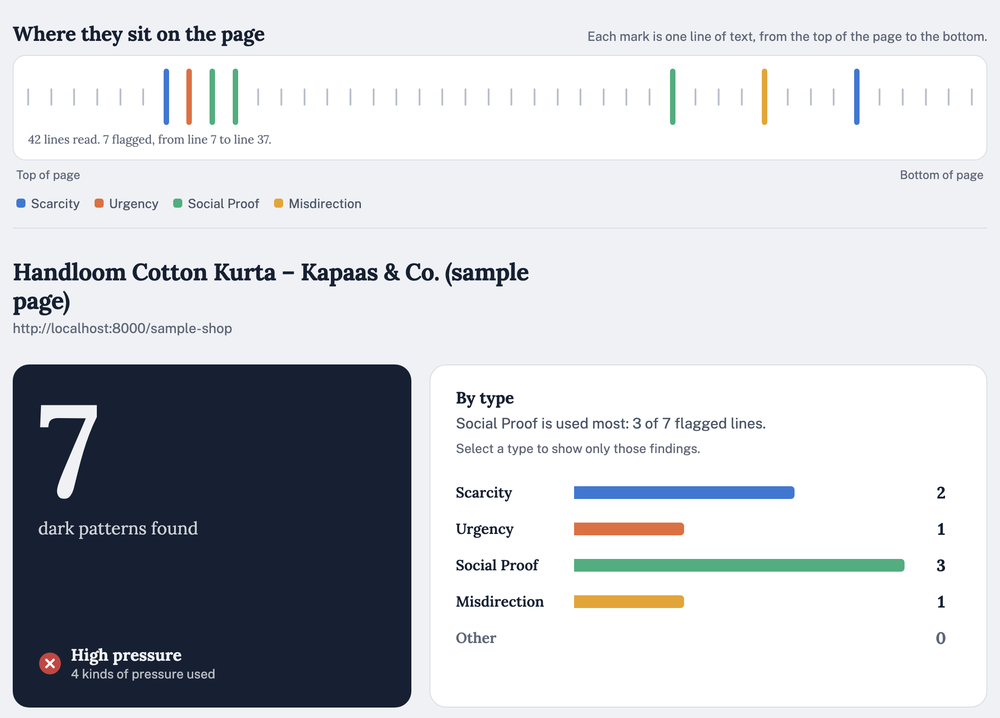 Where they sit on the page
Each mark is one line of text, from the top of the page to the bottom.
42 lines read. 7 flagged, from line 7 to line 37.
Top of page
Bottom of page
Scarcity
Urgency
Social Proof
Misdirection
Handloom Cotton Kurta – Kapaas & Co. (sample
page)
http://localhost:8000/sample-shop
7
dark patterns found
High pressure
4 kinds of pressure used
By type
Social Proof is used most: 3 of 7 flagged lines.
Select a type to show only those findings.
Scarcity 2
Urgency 1
Social Proof 3
Misdirection 1
Other 0